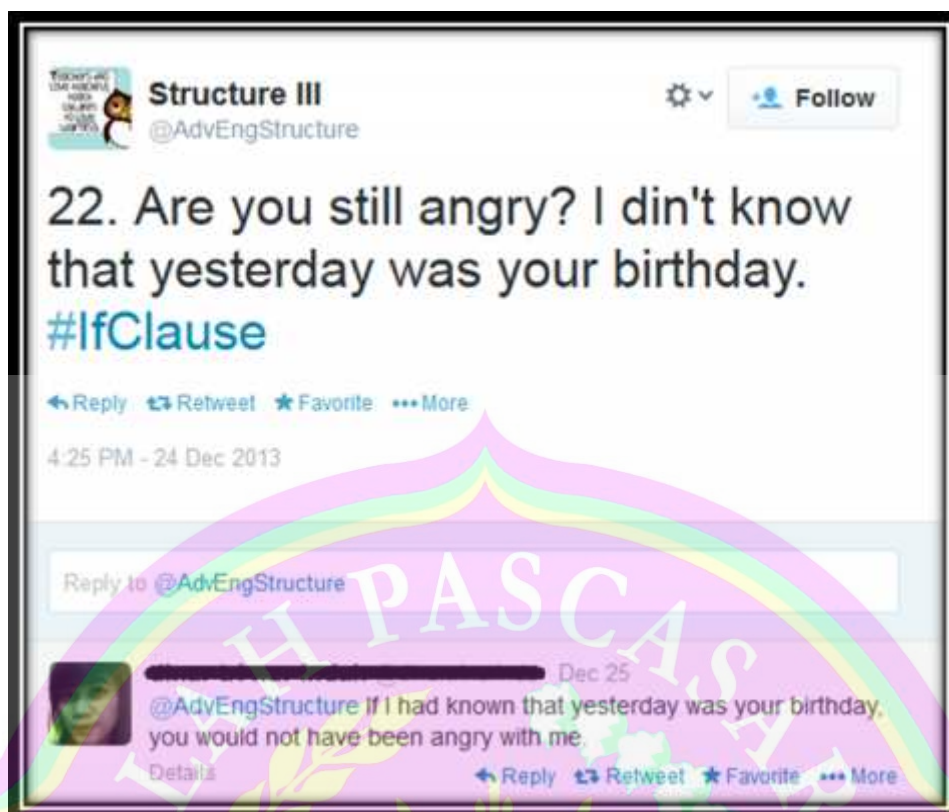 Structure III
@AdvEngStructure
Follow
22. Are you still angry? I din't know
that yesterday was your birthday.
#IfClause
Reply Retweet Favorite More
4:25 PM - 24 Dec 2013
Reply to @AdvEngStructure
Dec 25
@AdvEngStructure If I had known that yesterday was your birthday,
you would not have been angry with me.
Details Reply Retweet Favorite More
LAH PASCASAR